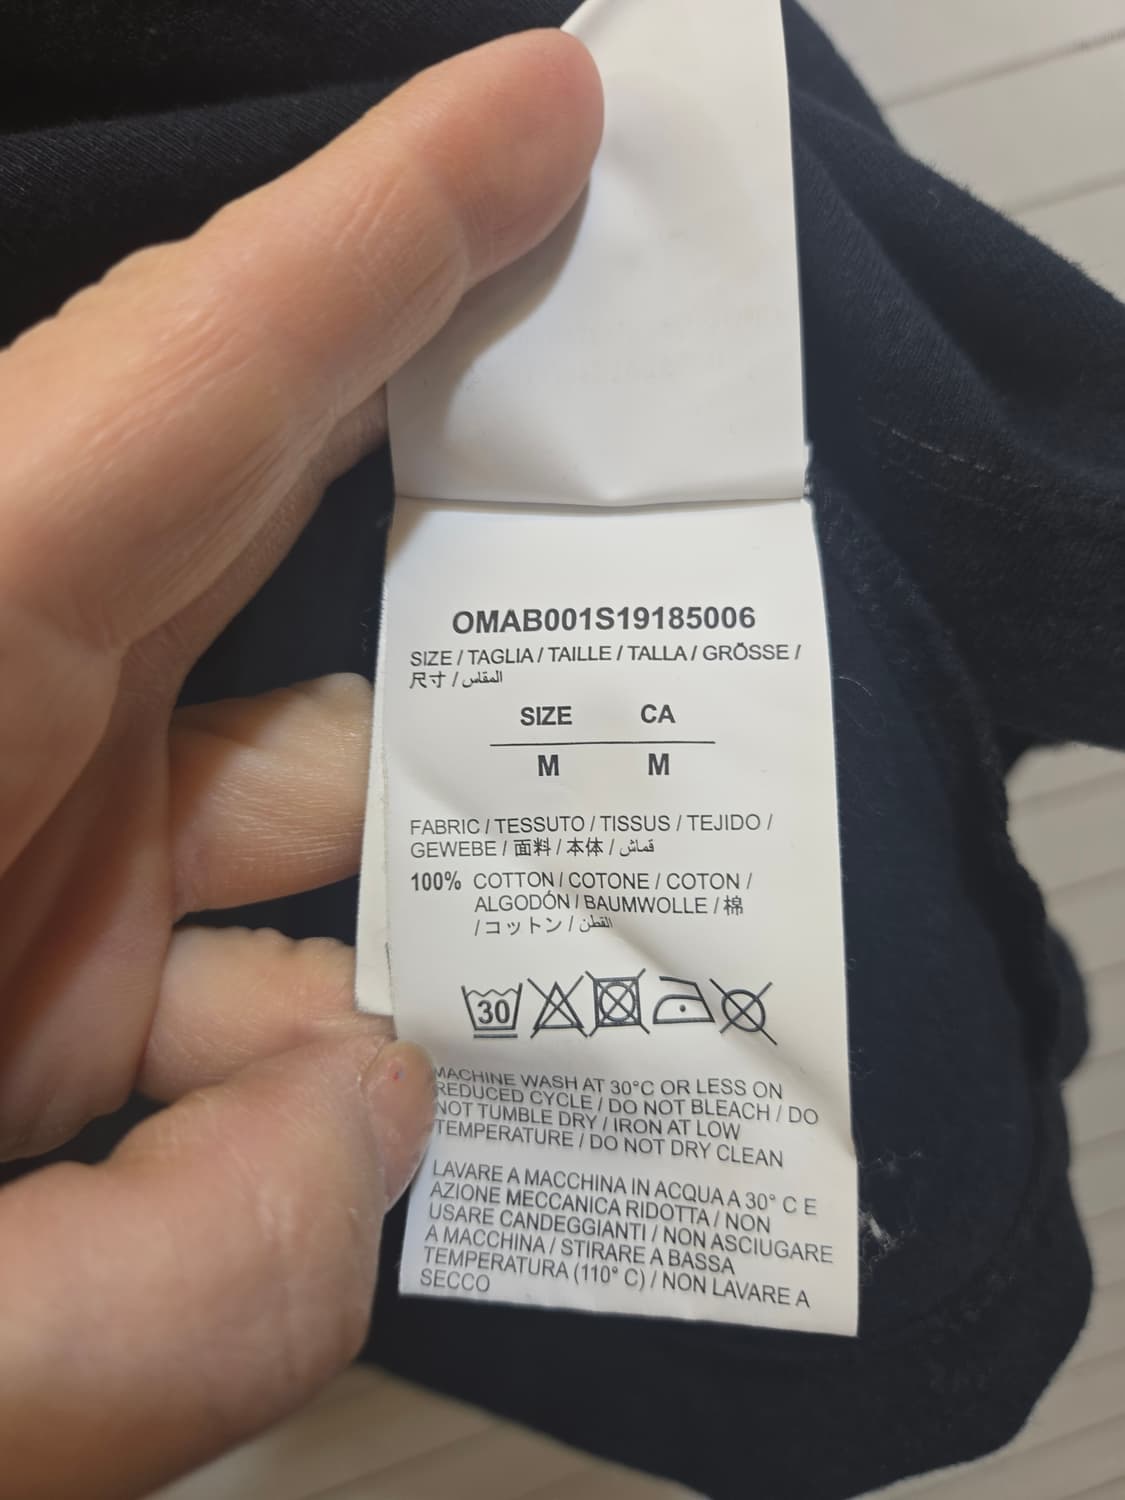 OMAB001S19185006
SIZE / TAGLIA / TAILLE / TALLA / GRÖSSE /
尺寸 / المقاس
SIZE CA
M M
FABRIC / TESSUTO / TISSUS / TEJIDO /
GEWEBE / 面料 / 本体 / قماش
100% COTTON / COTONE / COTON /
ALGODÓN / BAUMWOLLE / 棉
/ コットン / القطن
30
MACHINE WASH AT 30°C OR LESS ON
REDUCED CYCLE / DO NOT BLEACH / DO
NOT TUMBLE DRY / IRON AT LOW
TEMPERATURE / DO NOT DRY CLEAN
LAVARE A MACCHINA IN ACQUA A 30° C E
AZIONE MECCANICA RIDOTTA / NON
USARE CANDEGGIANTI / NON ASCIUGARE
A MACCHINA / STIRARE A BASSA
TEMPERATURA (110° C) / NON LAVARE A
SECCO